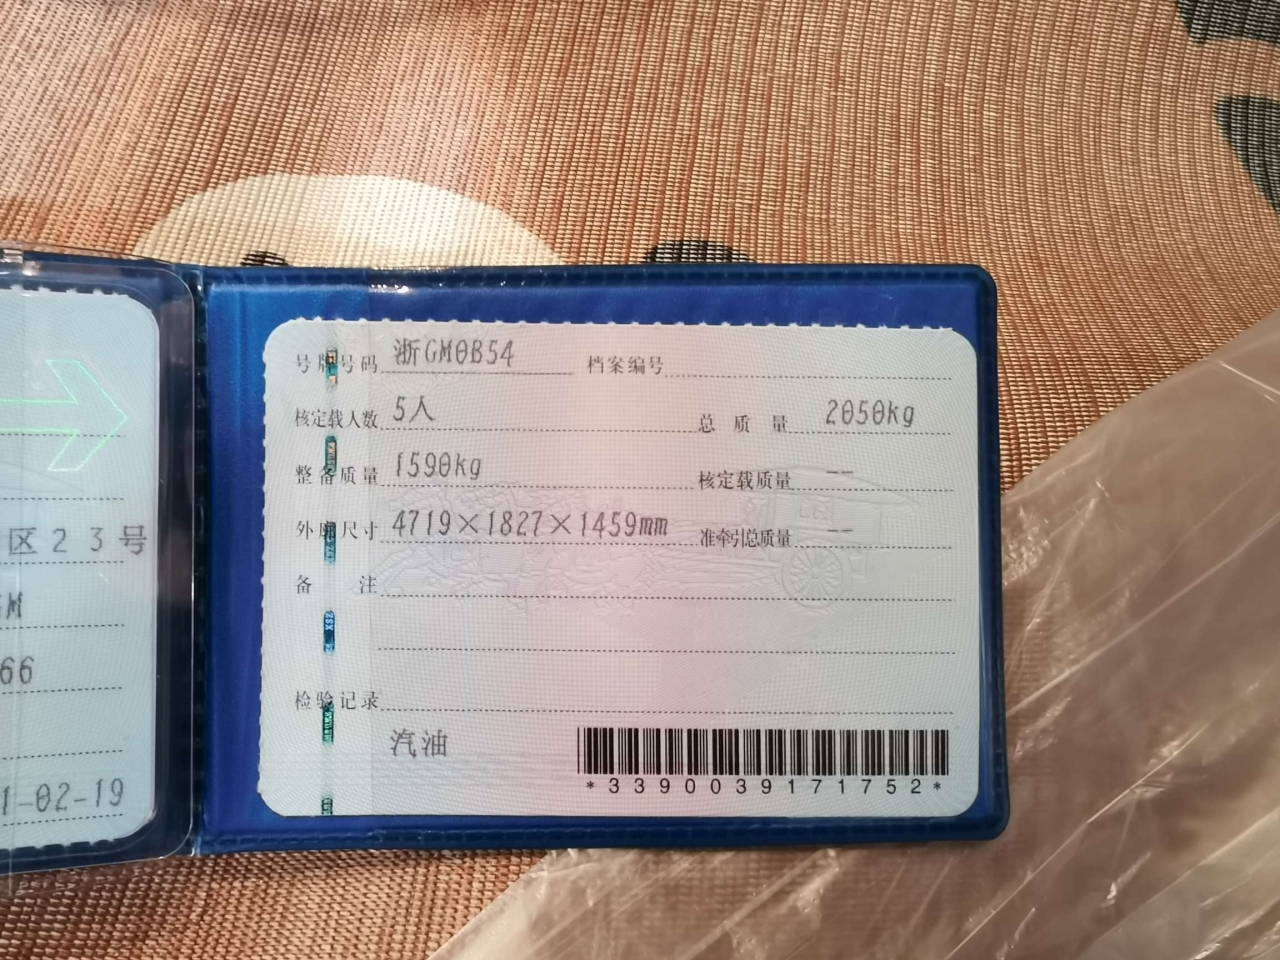 号牌号码 浙GM0B54 档案编号
核定载人数 5人 总质量 2050kg
整备质量 1590kg 核定载质量 --
外廓尺寸 4719×1827×1459mm 准牵引总质量 --
备注
检验记录
汽油
*3390039171752*
区23号
66
1-02-19